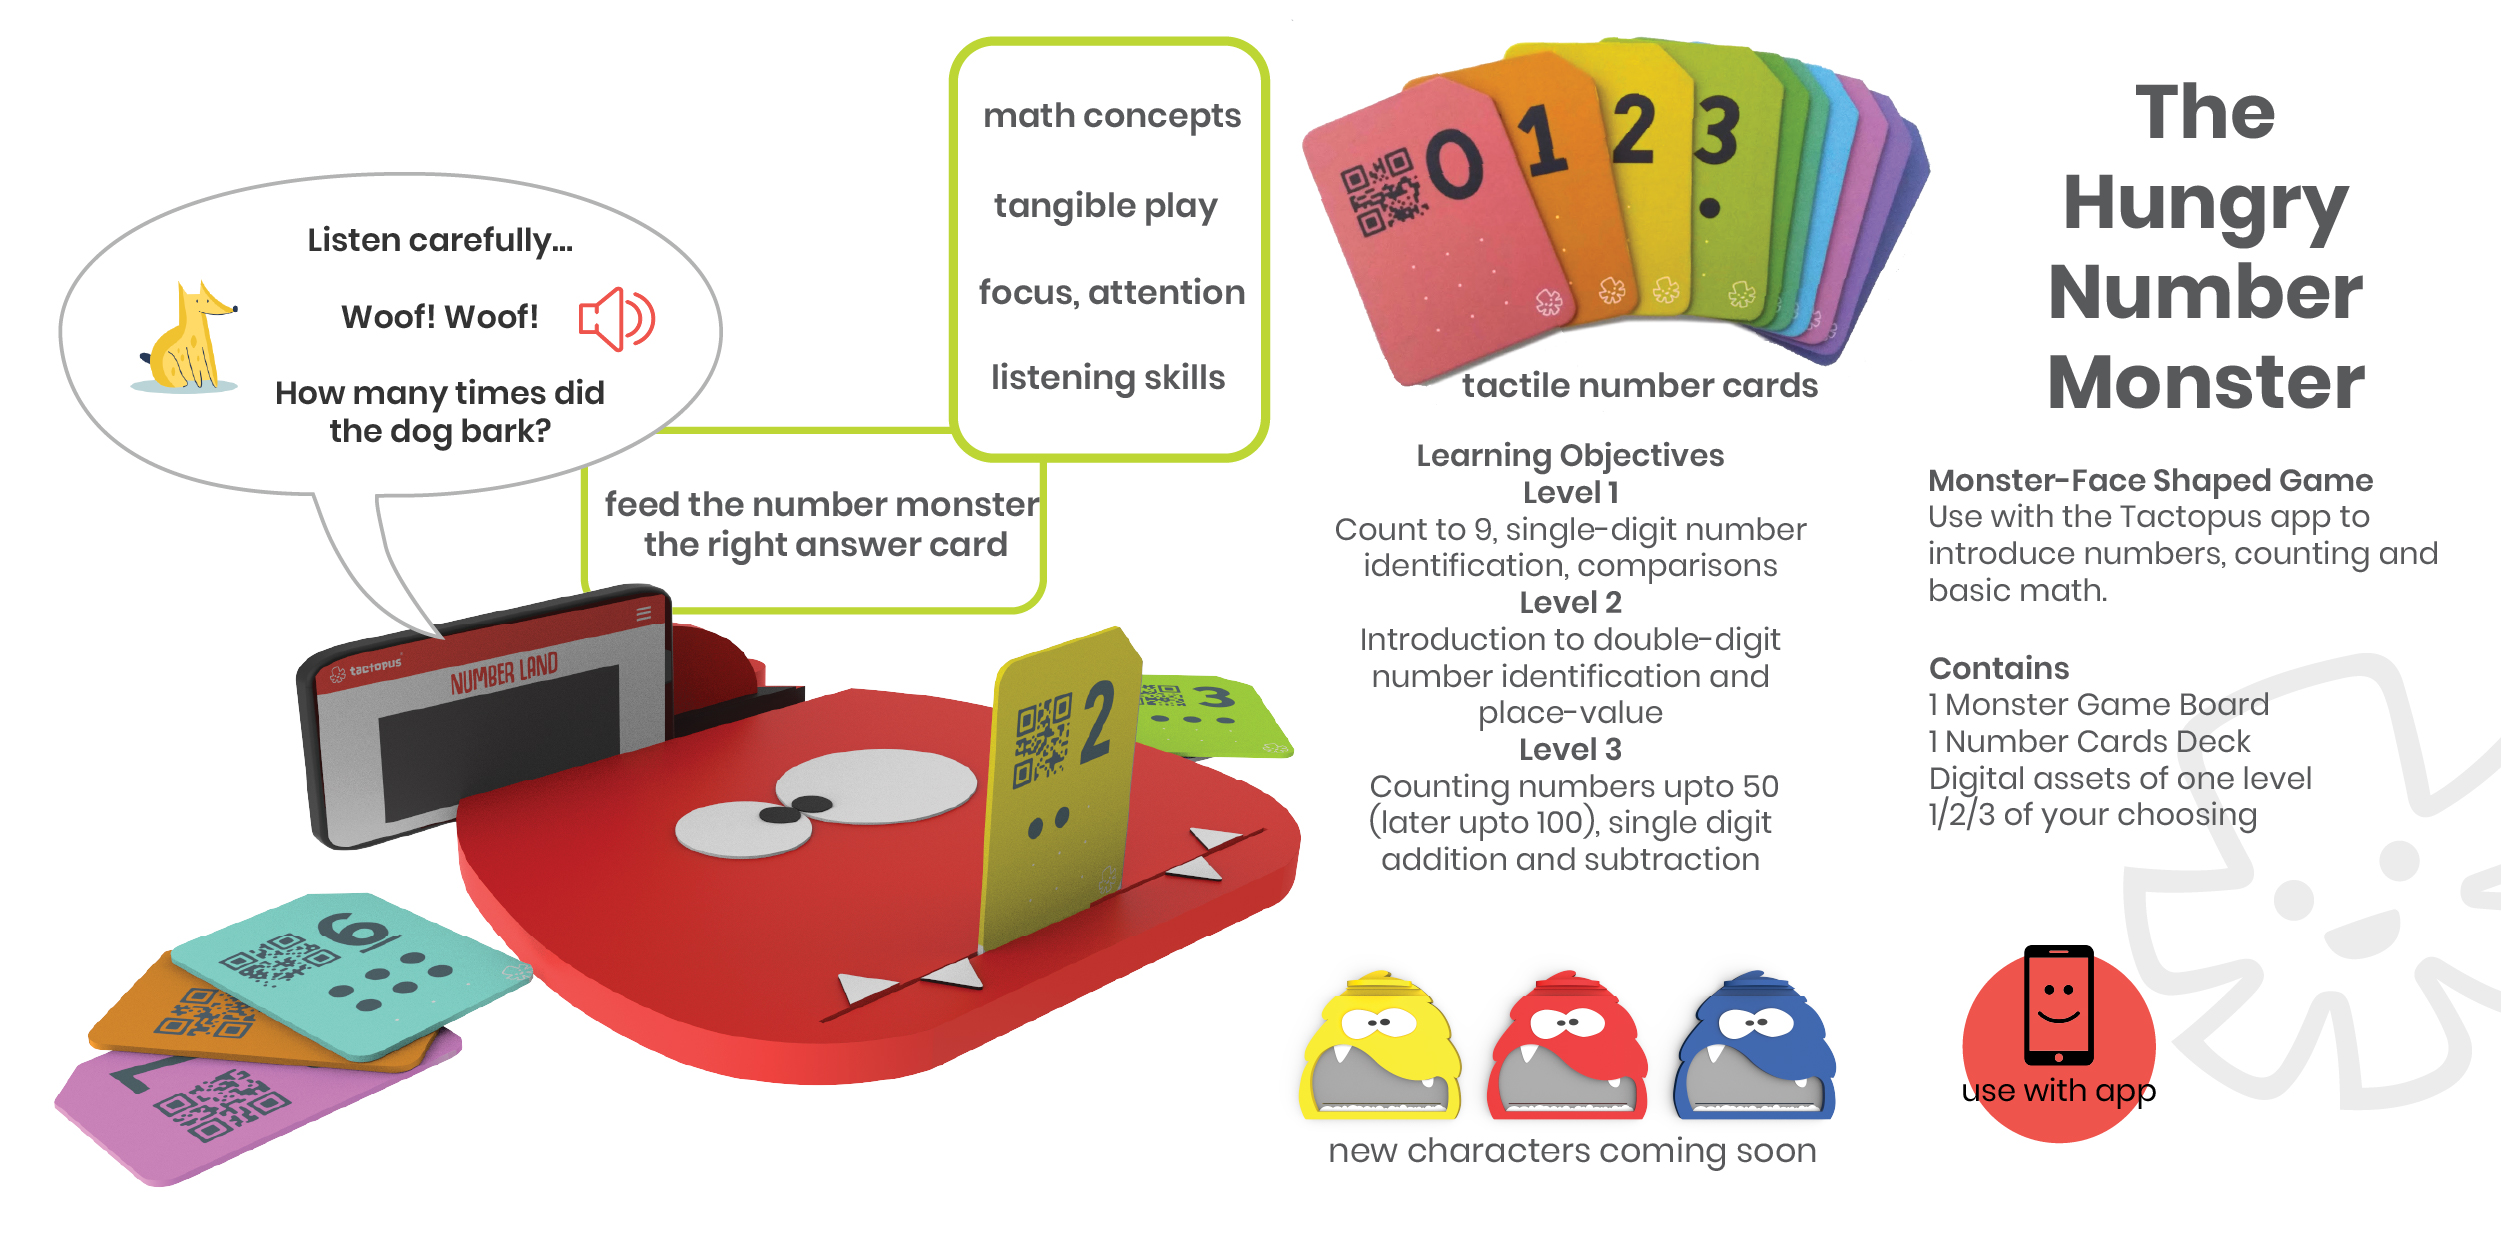 Listen carefully...
Woof! Woof!
How many times did
the dog bark?
math concepts
tangible play
focus, attention
listening skills
feed the number monster
the right answer card
tactopus
NUMBER LAND
2
3
6
7
0
1
2
3
tactile number cards
Learning Objectives
Level 1
Count to 9, single-digit number
identification, comparisons
Level 2
Introduction to double-digit
number identification and
place-value
Level 3
Counting numbers upto 50
(later upto 100), single digit
addition and subtraction
new characters coming soon
The
Hungry
Number
Monster
Monster-Face Shaped Game
Use with the Tactopus app to
introduce numbers, counting and
basic math.
Contains
1 Monster Game Board
1 Number Cards Deck
Digital assets of one level
1/2/3 of your choosing
use with app